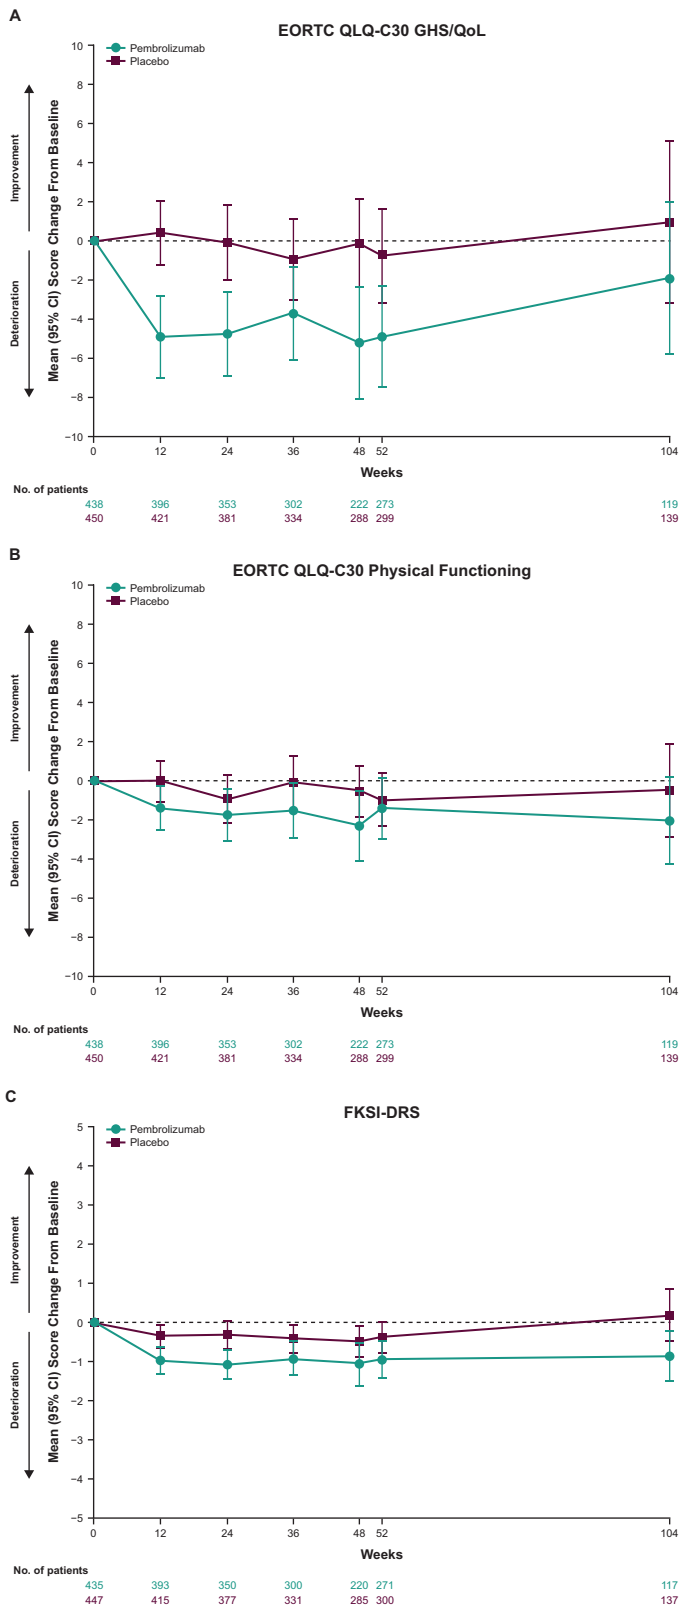 A
EORTC QLQ-C30 GHS/QoL
Pembrolizumab
Placebo
Improvement
Deterioration
Mean (95% CI) Score Change From Baseline
10
8
6
4
2
0
−2
−4
−6
−8
−10
0 12 24 36 48 52 104
Weeks
No. of patients
438 396 353 302 222 273 119
450 421 381 334 288 299 139
B
EORTC QLQ-C30 Physical Functioning
Pembrolizumab
Placebo
Improvement
Deterioration
Mean (95% CI) Score Change From Baseline
10
8
6
4
2
0
−2
−4
−6
−8
−10
0 12 24 36 48 52 104
Weeks
No. of patients
438 396 353 302 222 273 119
450 421 381 334 288 299 139
C
FKSI-DRS
Pembrolizumab
Placebo
Improvement
Deterioration
Mean (95% CI) Score Change From Baseline
5
4
3
2
1
0
−1
−2
−3
−4
−5
0 12 24 36 48 52 104
Weeks
No. of patients
435 393 350 300 220 271 117
447 415 377 331 285 300 137